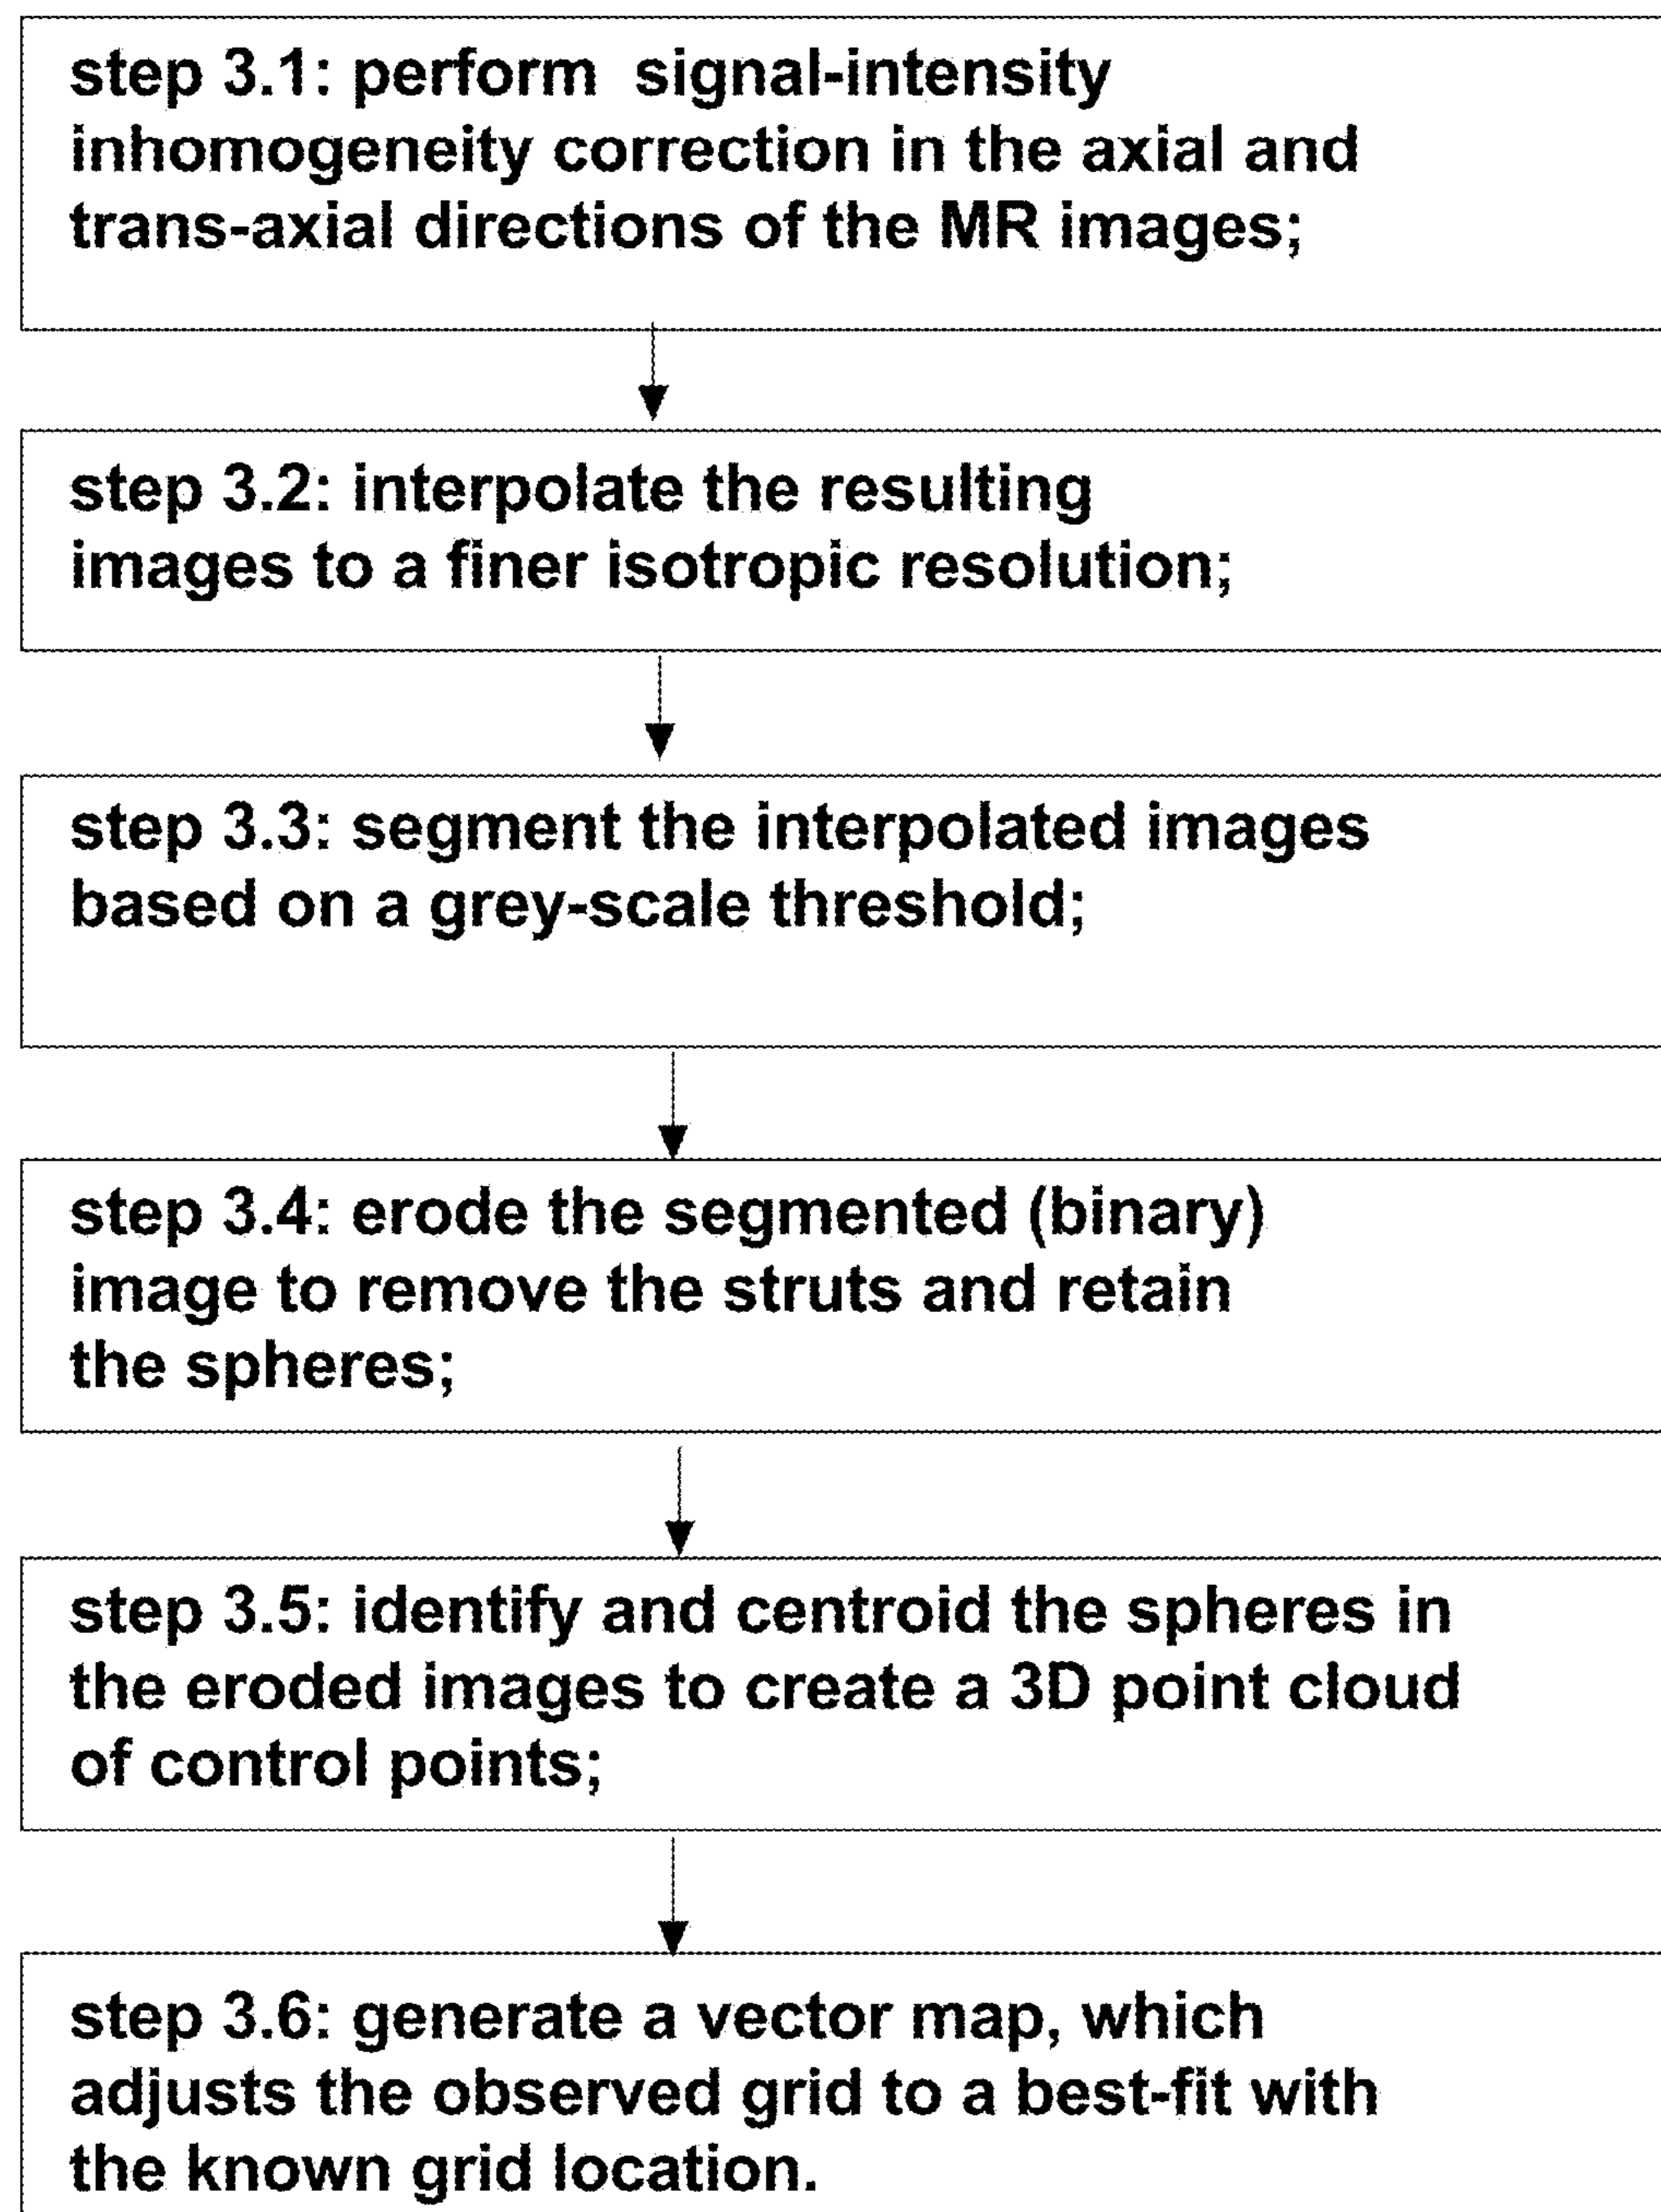 step 3.1: perform signal-intensity
inhomogeneity correction in the axial and
trans-axial directions of the MR images;
step 3.2: interpolate the resulting
images to a finer isotropic resolution;
step 3.3: segment the interpolated images
based on a grey-scale threshold;
step 3.4: erode the segmented (binary)
image to remove the struts and retain
the spheres;
step 3.5: identify and centroid the spheres in
the eroded images to create a 3D point cloud
of control points;
step 3.6: generate a vector map, which
adjusts the observed grid to a best-fit with
the known grid location.